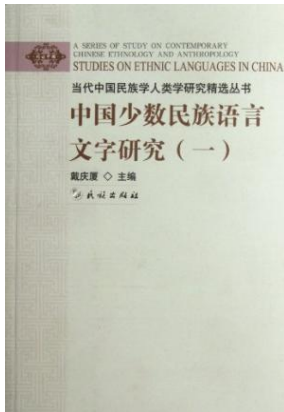 A SERIES OF STUDY ON CONTEMPORARY
CHINESE ETHNOLOGY AND ANTHROPOLOGY
STUDIES ON ETHNIC LANGUAGES IN CHINA
当代中国民族学人类学研究精选丛书
中国少数民族语言
文字研究（一）
戴庆厦 ◇ 主编
民族出版社